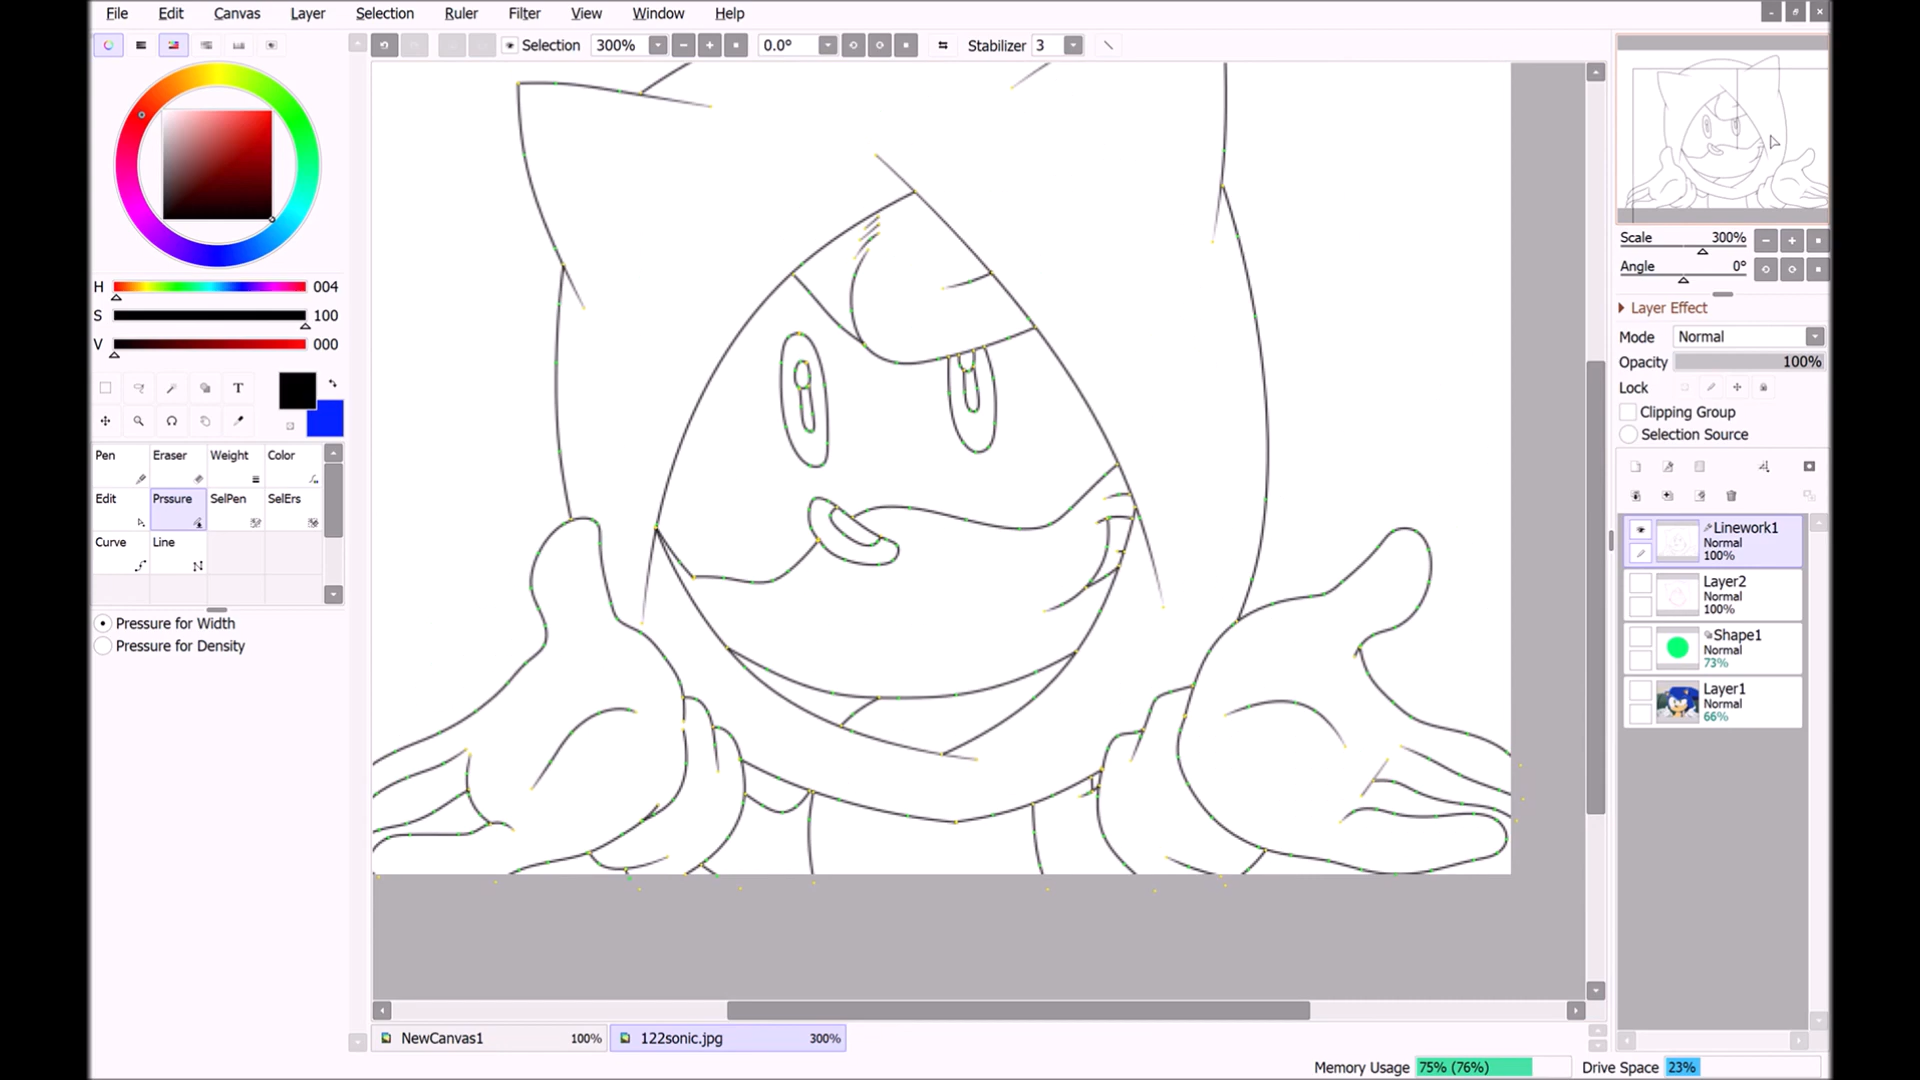 File Edit Canvas Layer Selection Ruler Filter View Window Help
Selection 300% 0.0° Stabilizer 3
Scale 300%
Angle 0°
Layer Effect
Mode Normal
Opacity 100%
Lock
Clipping Group
Selection Source
H 004
S 100
V 000
T
Pen Eraser Weight Color
Edit Prssure SelPen SelErs
Curve Line
Pressure for Width
Pressure for Density
Linework1
Normal
100%
Layer2
Normal
100%
Shape1
Normal
73%
Layer1
Normal
66%
NewCanvas1 100% 122sonic.jpg 300%
Memory Usage 75% (76%) Drive Space 23%